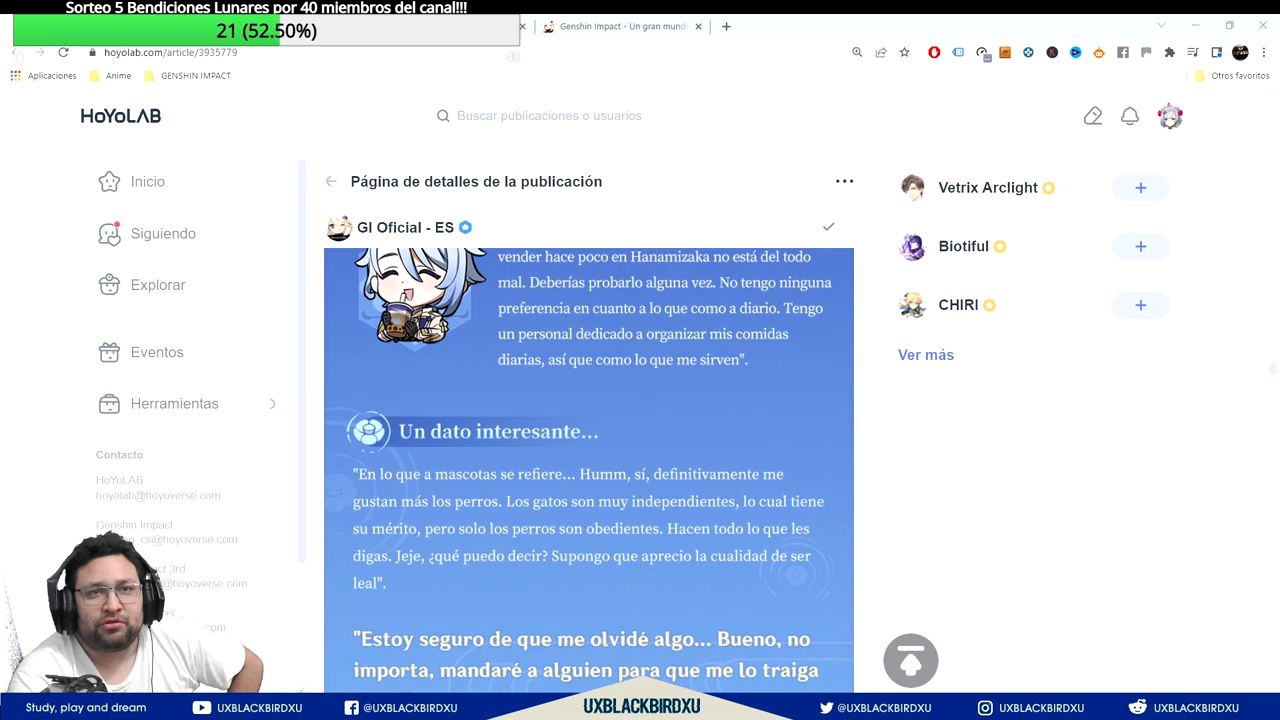 Sorteo 5 Bendiciones Lunares por 40 miembros del canal!!!
21 (52.50%)
40
Genshin Impact - Un gran mund
hoyolab.com/article/3935779
Aplicaciones
Anime
GENSHIN IMPACT
Otros favoritos
HoYoLAB
Buscar publicaciones o usuarios
Inicio
Siguiendo
Explorar
Eventos
Herramientas
Contacto
HoYoLAB
hoyolab@hoyoverse.com
Genshin Impact
cs@hoyoverse.com
3rd
@hoyoverse.com
.com
Página de detalles de la publicación
GI Oficial - ES
vender hace poco en Hanamizaka no está del todo
mal. Deberías probarlo alguna vez. No tengo ninguna
preferencia en cuanto a lo que como a diario. Tengo
un personal dedicado a organizar mis comidas
diarias, así que como lo que me sirven".
Un dato interesante...
"En lo que a mascotas se refiere... Humm, sí, definitivamente me
gustan más los perros. Los gatos son muy independientes, lo cual tiene
su mérito, pero solo los perros son obedientes. Hacen todo lo que les
digas. Jeje, ¿qué puedo decir? Supongo que aprecio la cualidad de ser
leal".
"Estoy seguro de que me olvidé algo... Bueno, no
importa, mandaré a alguien para que me lo traiga
Vetrix Arclight
Biotiful
CHIRI
Ver más
Study, play and dream
UXBLACKBIRDXU
@UXBLACKBIRDXU
UXBLACKBIRDXU
@UXBLACKBIRDXU
UXBLACKBIRDXU
UXBLACKBIRDXU